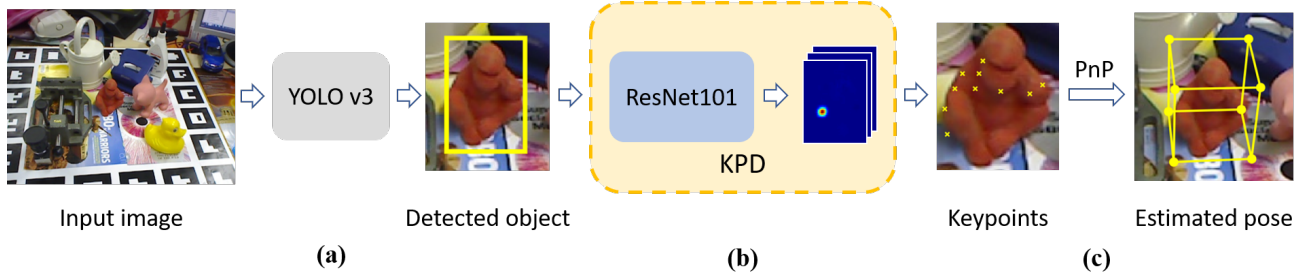 YOLO v3
ResNet101
KPD
PnP
Input image
Detected object
Keypoints
Estimated pose
(a)
(b)
(c)